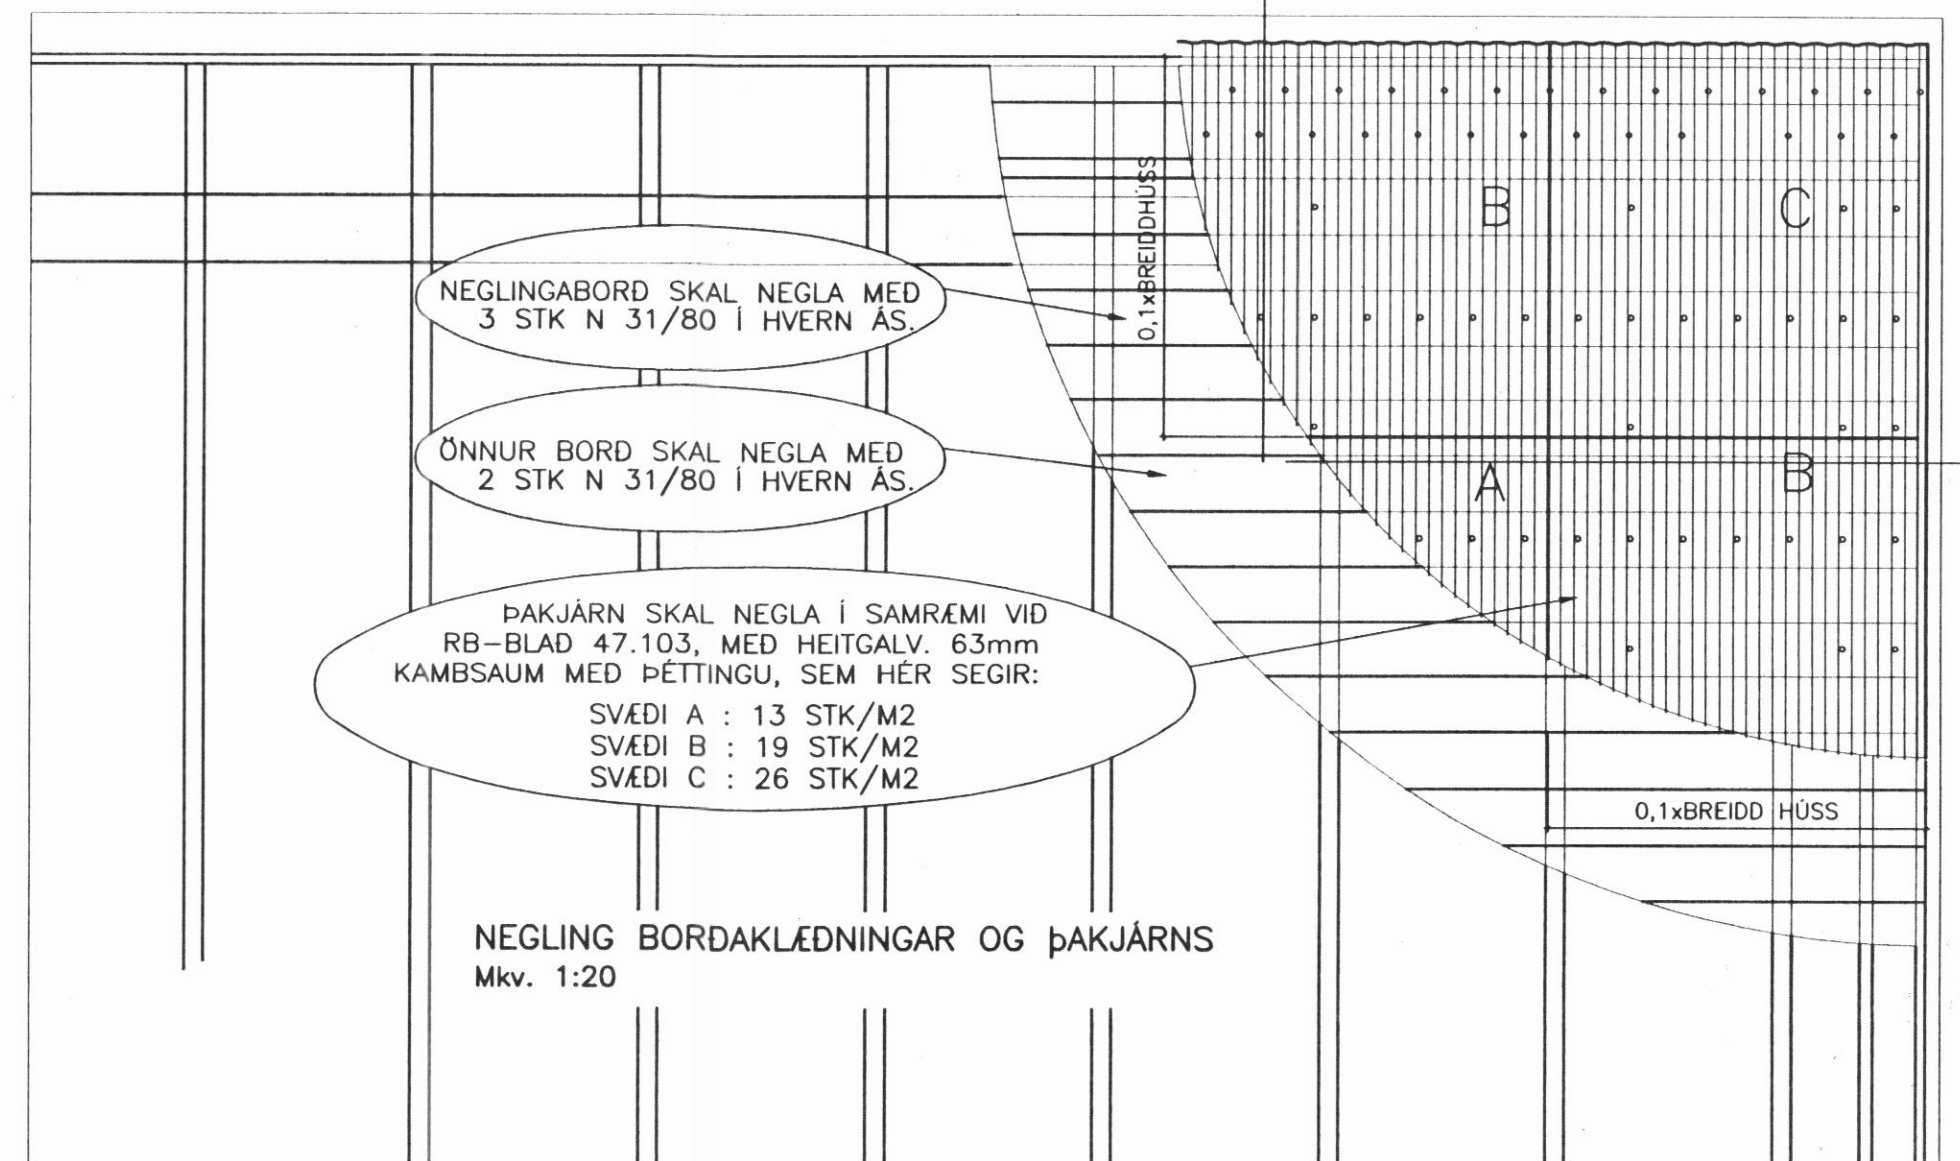 0,1xBREIDDHÚSS
B
C
NEGLINGABORÐ SKAL NEGLA MEÐ
3 STK N 31/80 Í HVERN ÁS.
ÖNNUR BORÐ SKAL NEGLA MEÐ
2 STK N 31/80 Í HVERN ÁS.
A
B
ÞAKJÁRN SKAL NEGLA Í SAMRÆMI VIÐ
RB-BLAÐ 47.103, MEÐ HEITGALV. 63mm
KAMBSAUM MEÐ ÞÉTTINGU, SEM HÉR SEGIR:
SVÆÐI A : 13 STK/M2
SVÆÐI B : 19 STK/M2
SVÆÐI C : 26 STK/M2
0,1xBREIDD HÚSS
NEGLING BORÐAKLÆÐNINGAR OG ÞAKJÁRNS
Mkv. 1:20